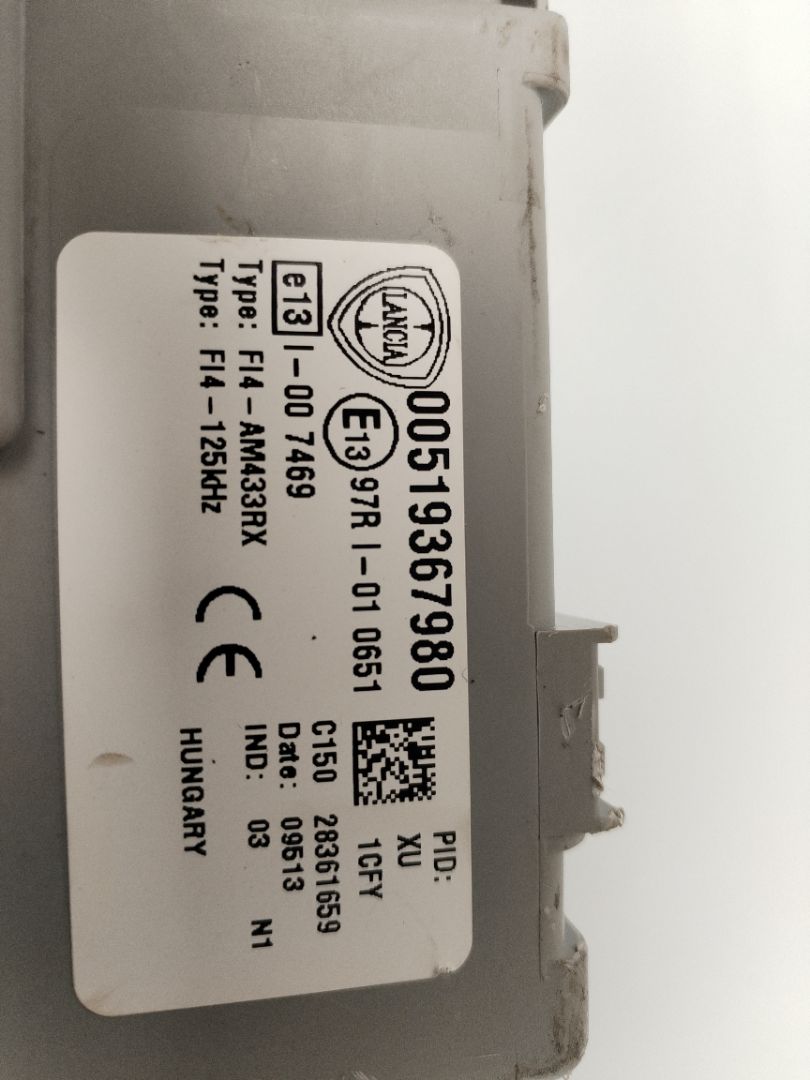 LANCIA
00519367980
E13 97R I-01 0651
e13 I-00 7469
Type: FI4-AM433RX
Type: FI4-125kHz
CE
PID:
XU
1CFY
C150 28361659
Date: 09513
IND: 03 N1
HUNGARY